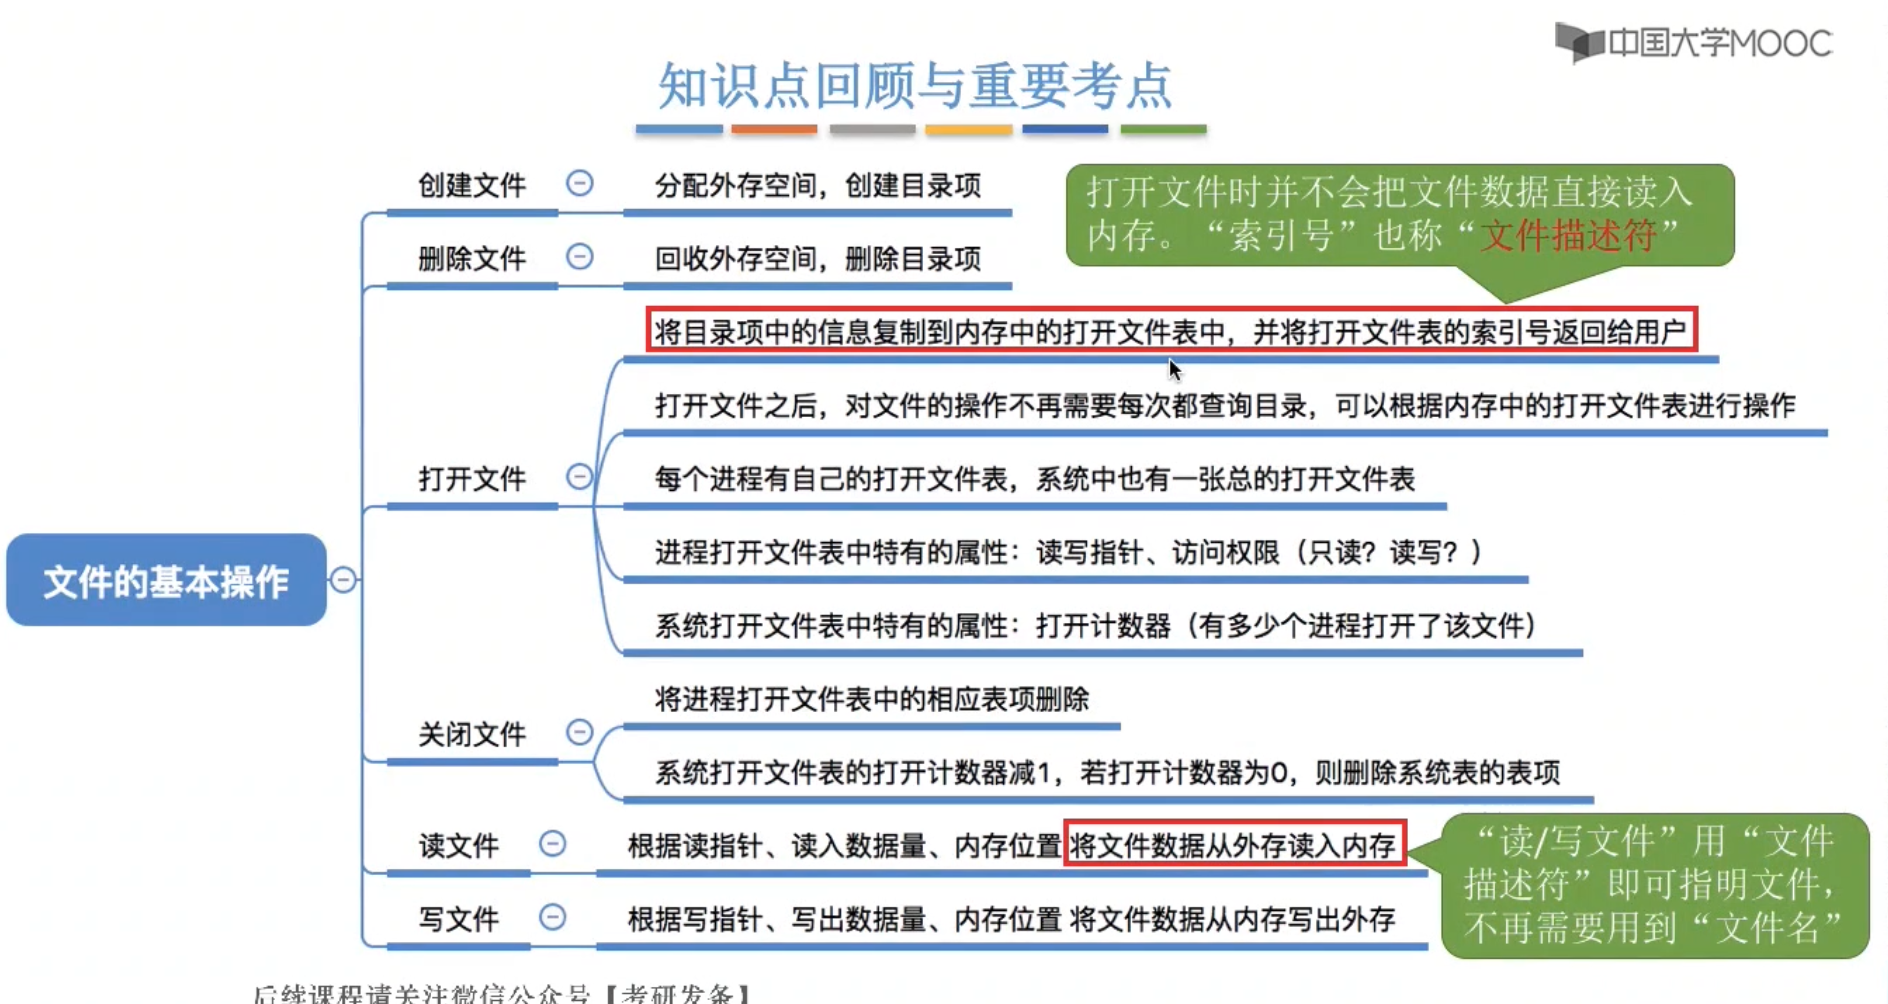 中国大学MOOC
知识点回顾与重要考点
创建文件
分配外存空间，创建目录项
打开文件时并不会把文件数据直接读入
内存。“索引号”也称“文件描述符”
删除文件
回收外存空间，删除目录项
打开文件
将目录项中的信息复制到内存中的打开文件表中，并将打开文件表的索引号返回给用户
打开文件之后，对文件的操作不再需要每次都查询目录，可以根据内存中的打开文件表进行操作
每个进程有自己的打开文件表，系统中也有一张总的打开文件表
进程打开文件表中特有的属性：读写指针、访问权限（只读？读写？）
系统打开文件表中特有的属性：打开计数器（有多少个进程打开了该文件）
文件的基本操作
关闭文件
将进程打开文件表中的相应表项删除
系统打开文件表的打开计数器减1，若打开计数器为0，则删除系统表的表项
读文件
根据读指针、读入数据量、内存位置 将文件数据从外存读入内存
“读/写文件”用“文件
描述符”即可指明文件，
不再需要用到“文件名”
写文件
根据写指针、写出数据量、内存位置 将文件数据从内存写出外存
后续课程请关注微信公众号【考研发条】